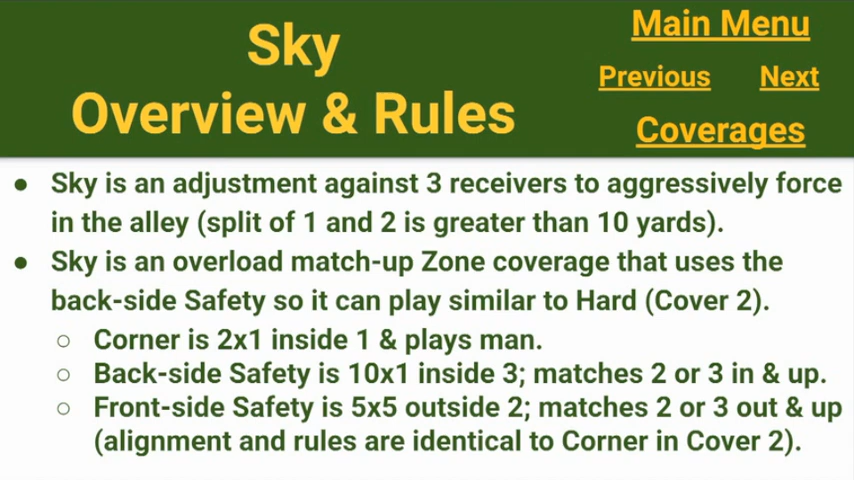 Sky
Overview & Rules
Main Menu
Previous Next
Coverages
● Sky is an adjustment against 3 receivers to aggressively force
in the alley (split of 1 and 2 is greater than 10 yards).
● Sky is an overload match-up Zone coverage that uses the
back-side Safety so it can play similar to Hard (Cover 2).
○ Corner is 2x1 inside 1 & plays man.
○ Back-side Safety is 10x1 inside 3; matches 2 or 3 in & up.
○ Front-side Safety is 5x5 outside 2; matches 2 or 3 out & up
(alignment and rules are identical to Corner in Cover 2).